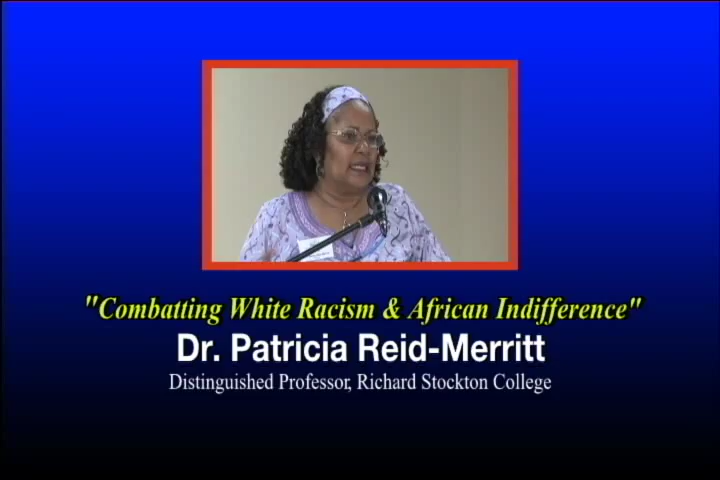 "Combatting White Racism & African Indifference"
Dr. Patricia Reid-Merritt
Distinguished Professor, Richard Stockton College